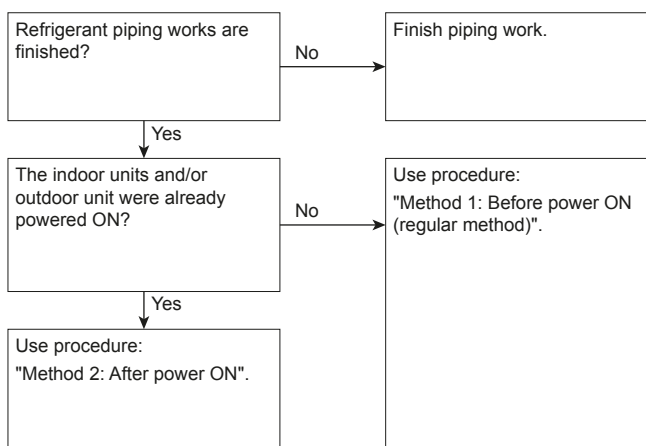 Refrigerant piping works are
finished?
No
Finish piping work.
Yes
The indoor units and/or
outdoor unit were already
powered ON?
No
Use procedure:
"Method 1: Before power ON
(regular method)".
Yes
Use procedure:
"Method 2: After power ON".